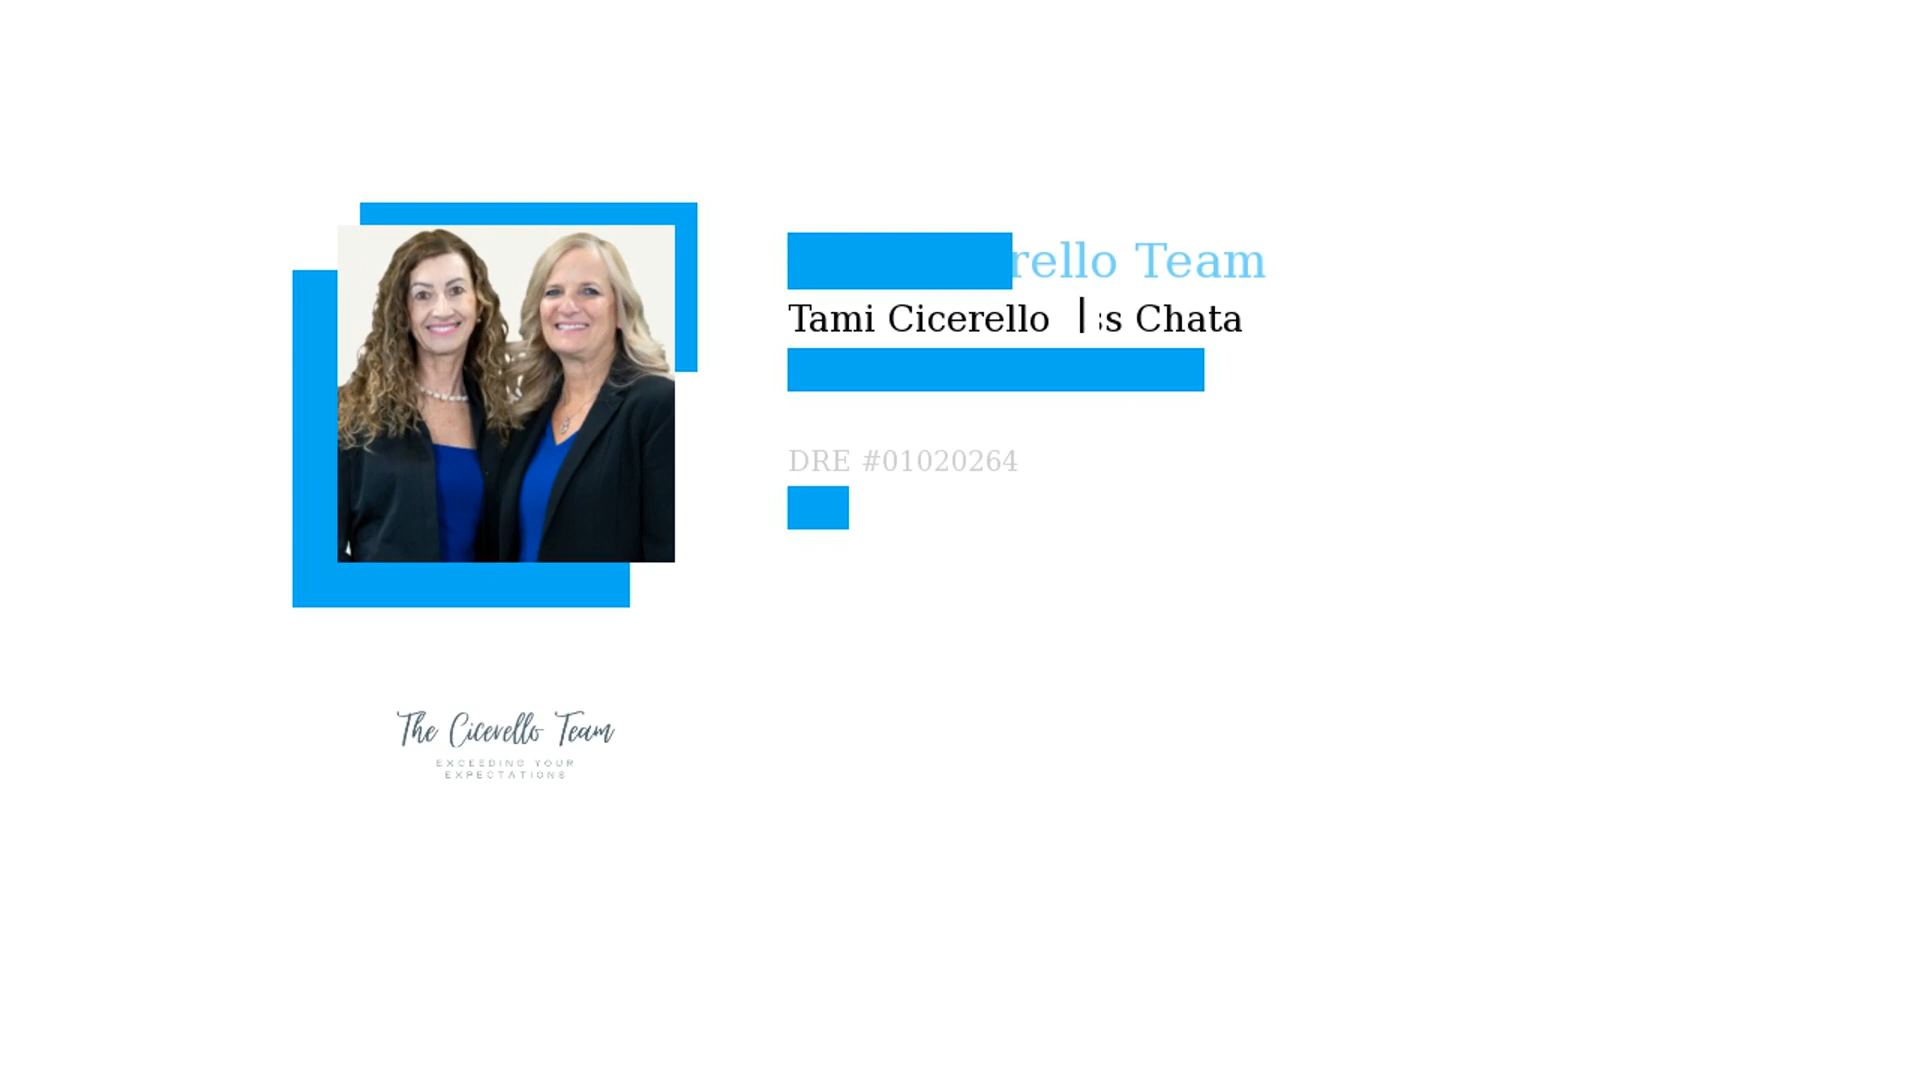 rello Team
Tami Cicerello | s Chata
DRE #01020264
The Cicerello Team
EXCEEDING YOUR
EXPECTATIONS